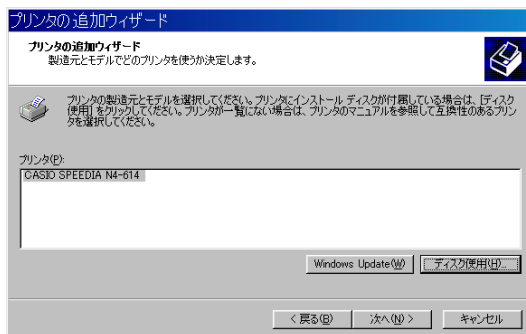 プリンタの追加ウィザード
プリンタの追加ウィザード
製造元とモデルでどのプリンタを使うか決定します。
プリンタの製造元とモデルを選択してください。プリンタにインストール ディスクが付属している場合は、[ディスク
使用] をクリックしてください。プリンタが一覧にない場合は、プリンタのマニュアルを参照して互換性のあるプリン
タを選択してください。
プリンタ(P):
CASIO SPEEDIA N4-614
Windows Update(W)
ディスク使用(H)...
< 戻る(B)
次へ(N) >
キャンセル